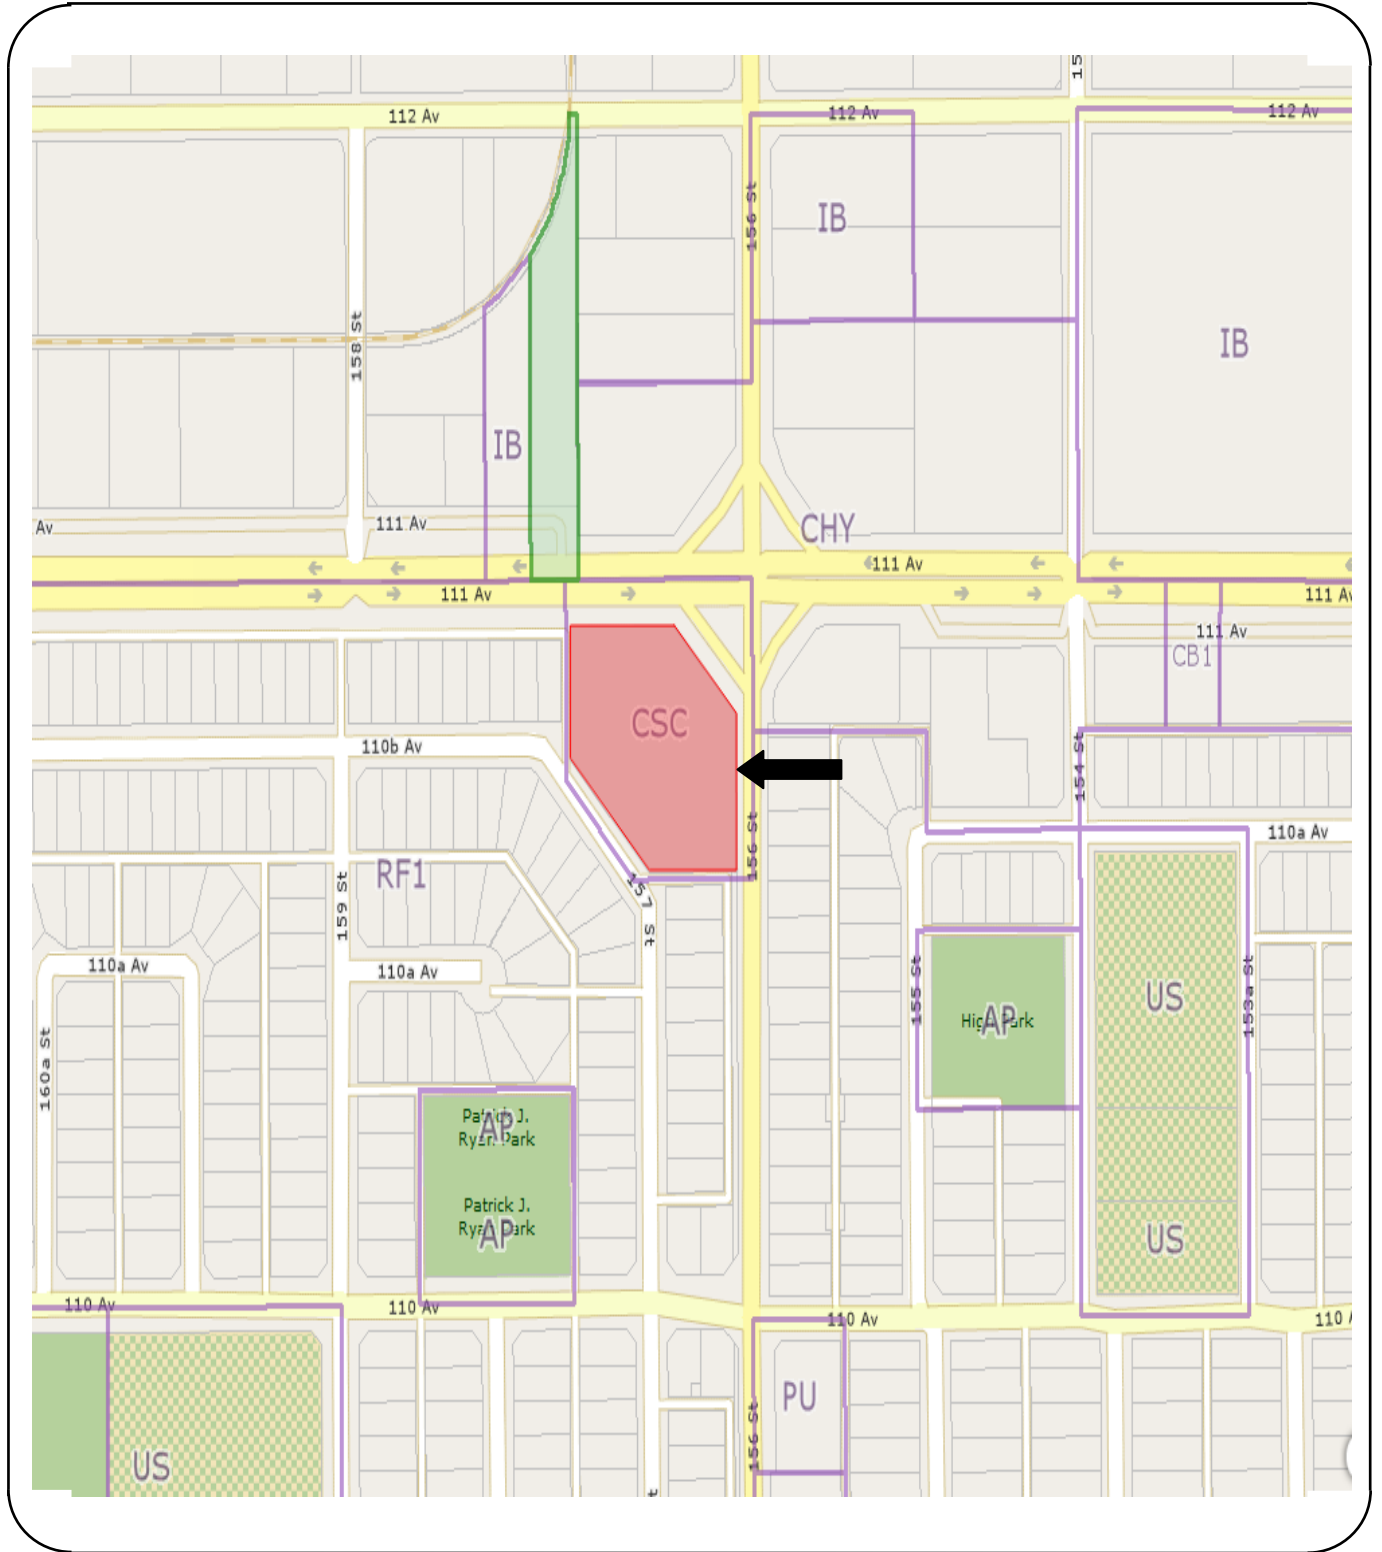 15
112 Av
112 Av
112 Av
156 St
IB
IB
158 St
IB
Av
111 Av
CHY
111 Av
111 Av
111 Av
111 Av
CB1
CSC
110b Av
154 St
156 St
110a Av
RF1
159 St
157 St
110a Av
110a Av
155 St
High Park
AP
US
153a St
160a St
Patrick J.
Ryan Park
AP
Patrick J.
Ryan Park
AP
US
110 Av
110 Av
110 Av
110
PU
156 St
US
t